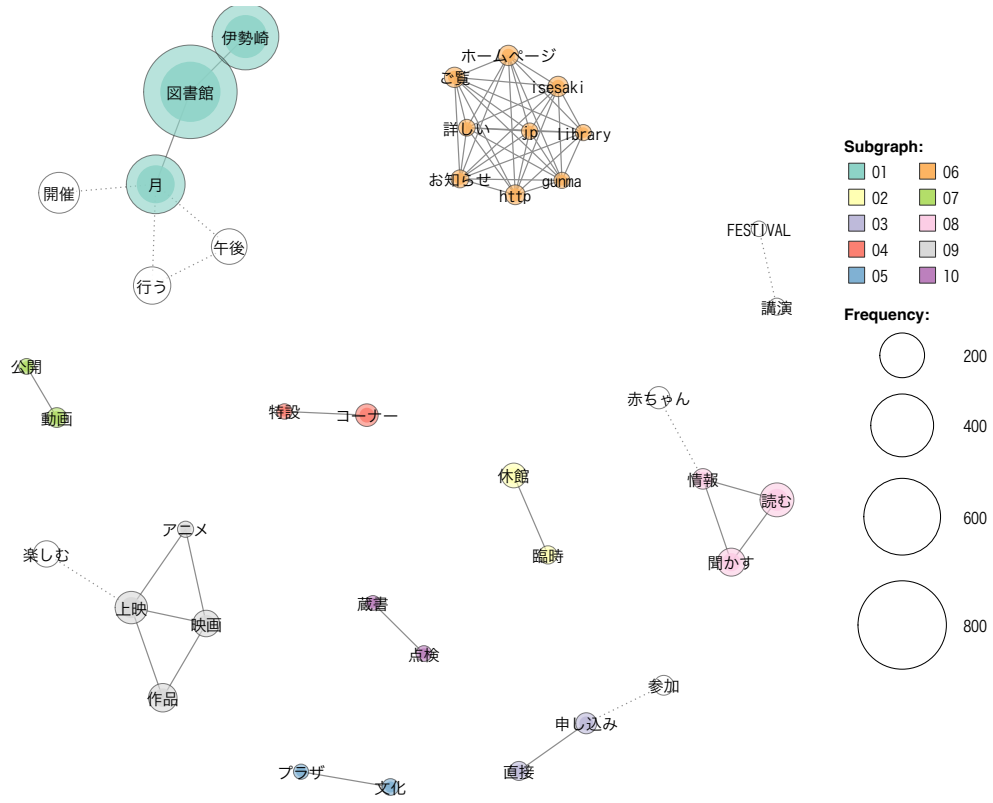 伊勢崎
図書館
月
開催
午後
行う
ホームページ
ご覧
isesaki
詳しい
jp
library
お知らせ
gunma
http
FESTIVAL
講演
公開
動画
特設
コーナー
赤ちゃん
情報
読む
聞かす
休館
臨時
アニメ
楽しむ
上映
映画
作品
蔵書
点検
参加
申し込み
直接
プラザ
文化
Subgraph:
01 06
02 07
03 08
04 09
05 10
Frequency:
200
400
600
800